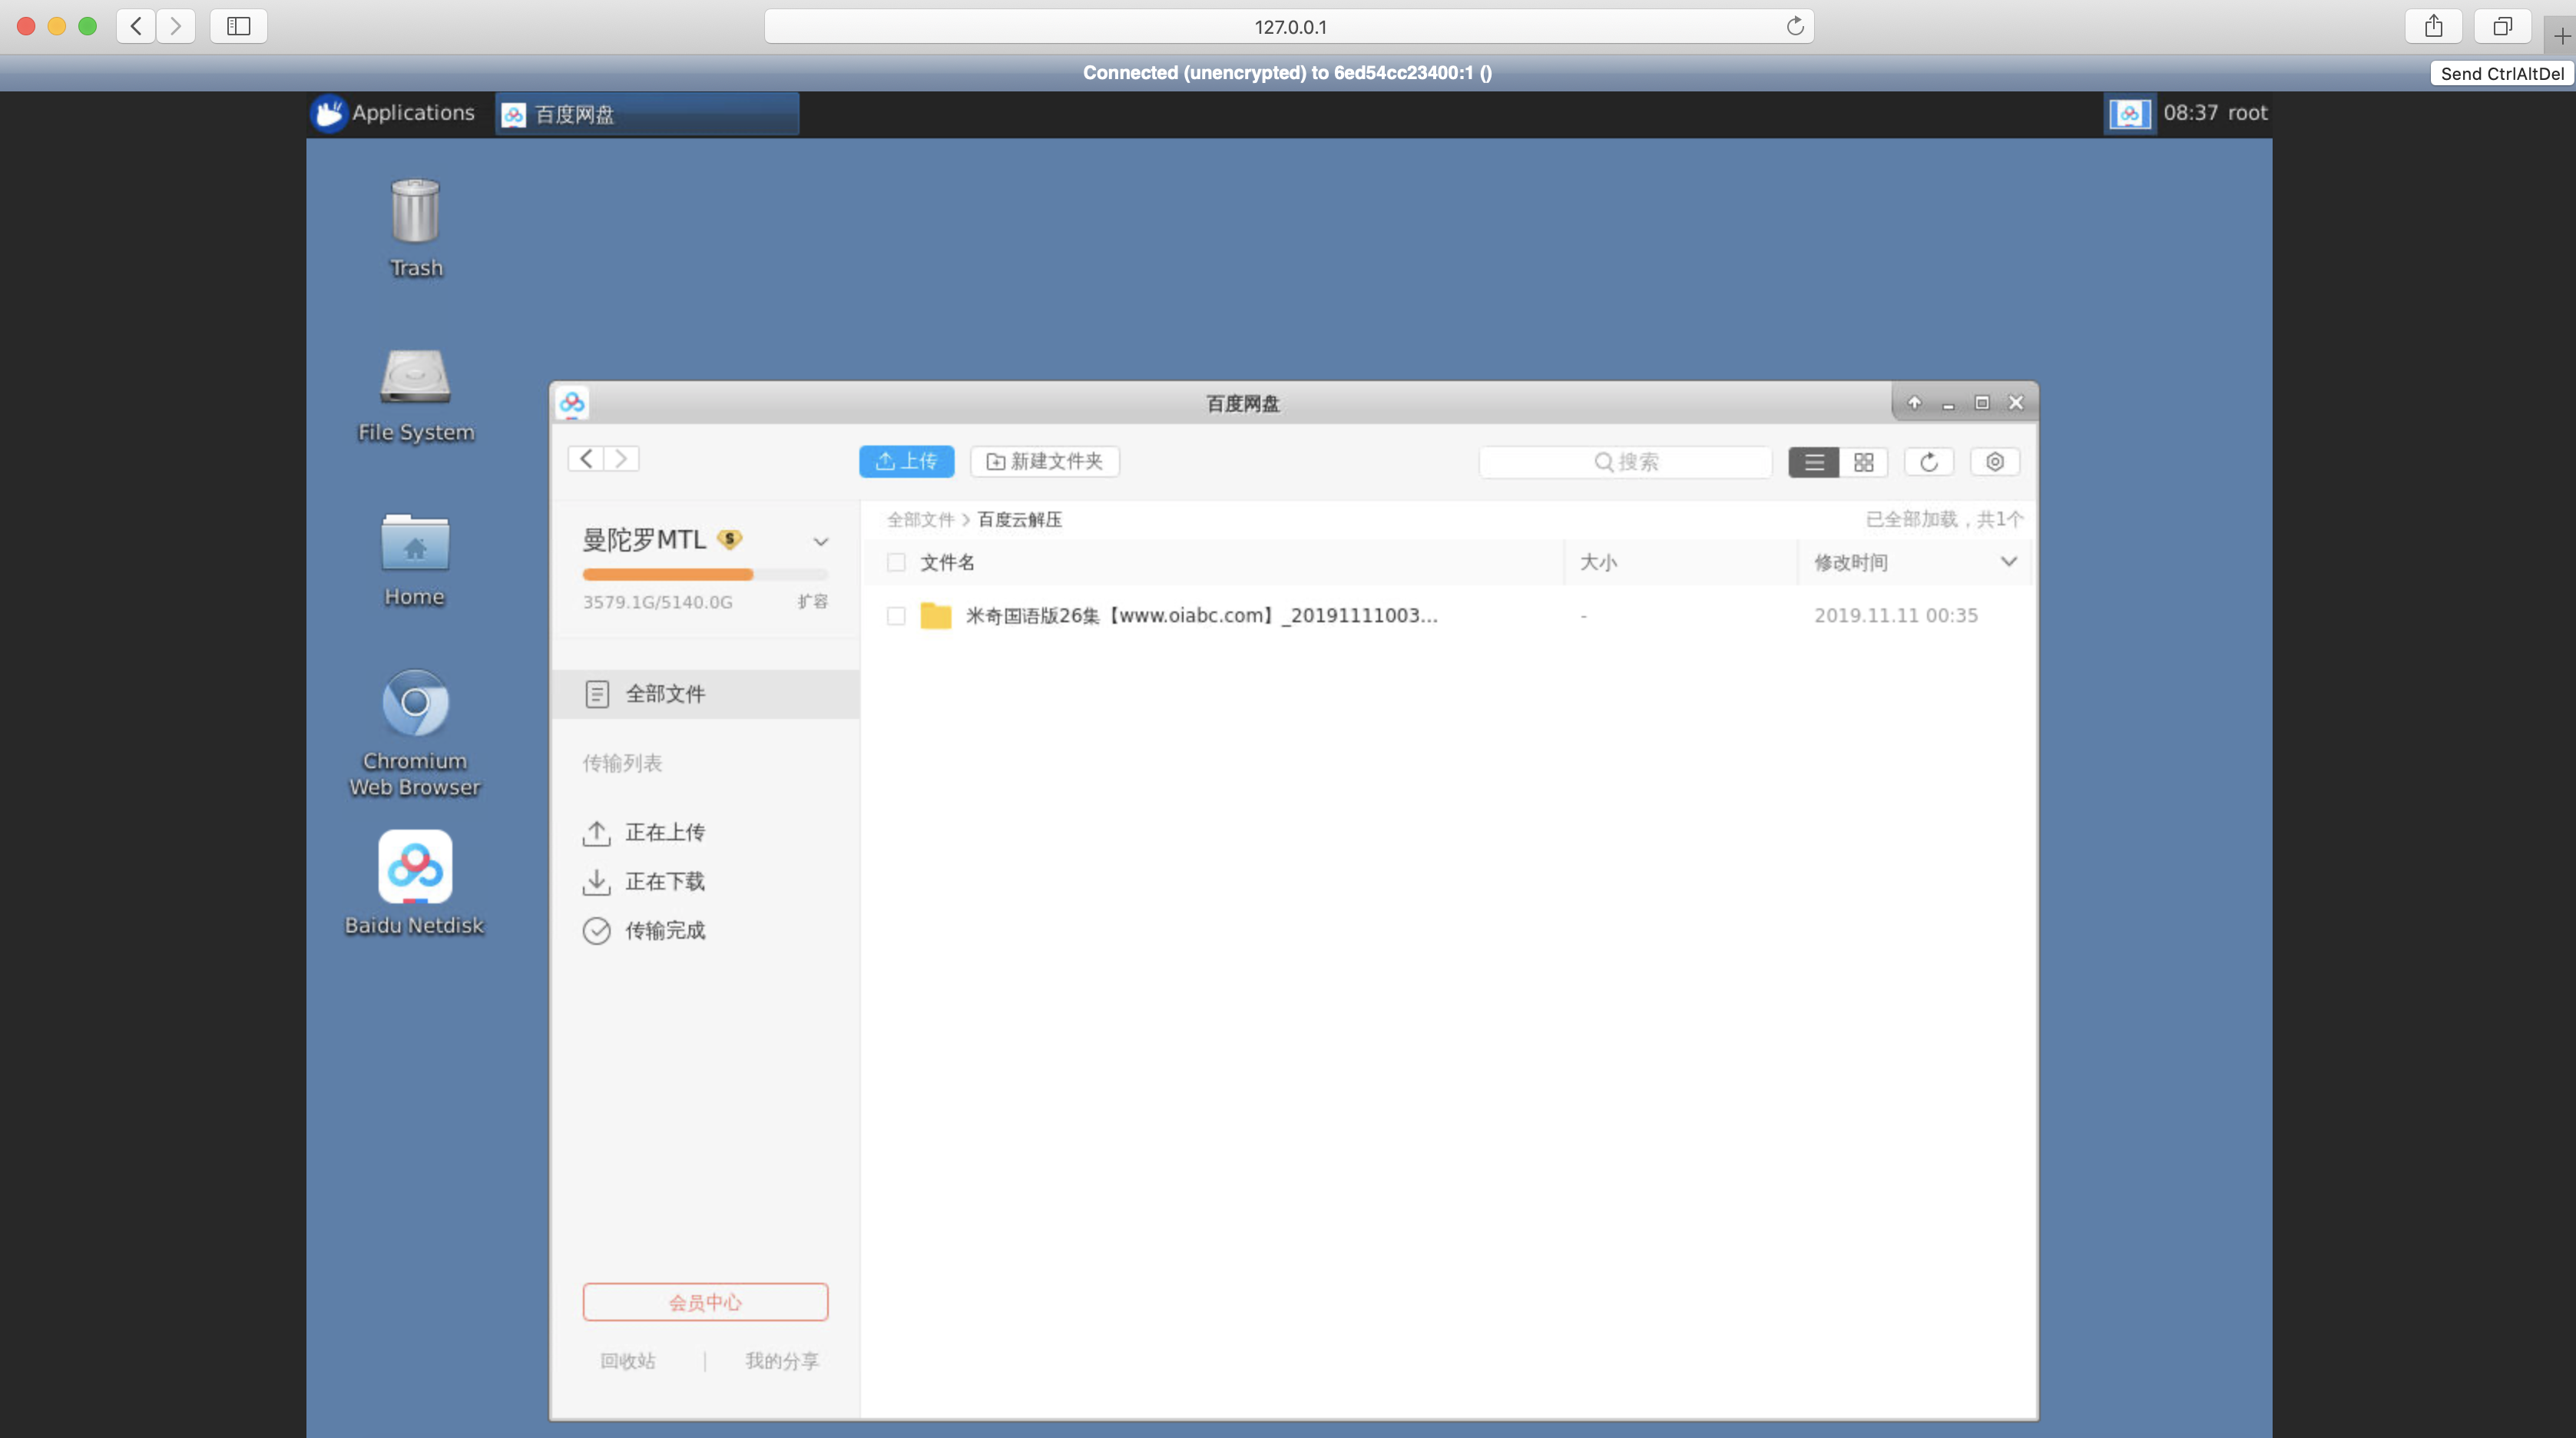 127.0.0.1
Connected (unencrypted) to 6ed54cc23400:1 ()
Send CtrlAltDel
Applications
百度网盘
08:37 root
Trash
File System
Home
Chromium
Web Browser
Baidu Netdisk
百度网盘
上传
新建文件夹
搜索
曼陀罗MTL S
3579.1G/5140.0G
扩容
全部文件
传输列表
正在上传
正在下载
传输完成
会员中心
回收站
我的分享
全部文件 > 百度云解压
已全部加载，共1个
文件名
大小
修改时间
米奇国语版26集【www.oiabc.com】_20191111003...
-
2019.11.11 00:35